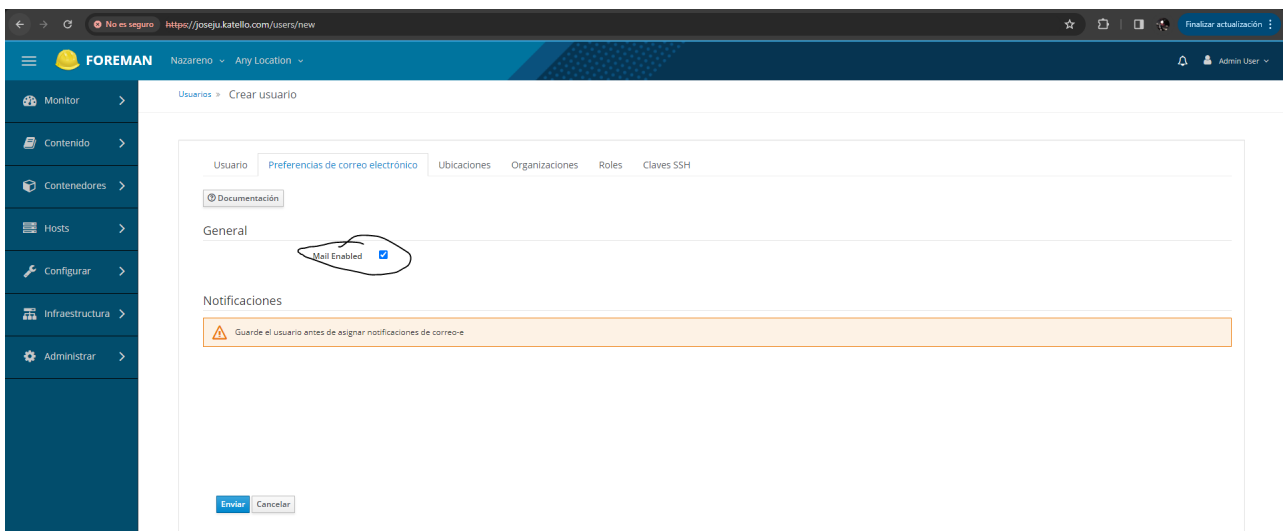 No es seguro https://joseju.katello.com/users/new Finalizar actualización
FOREMAN Nazareno Any Location Admin User
Monitor
Contenido
Contenedores
Hosts
Configurar
Infraestructura
Administrar
Usuarios » Crear usuario
Usuario Preferencias de correo electrónico Ubicaciones Organizaciones Roles Claves SSH
Documentación
General
Mail Enabled
Notificaciones
Guarde el usuario antes de asignar notificaciones de correo-e
Enviar Cancelar